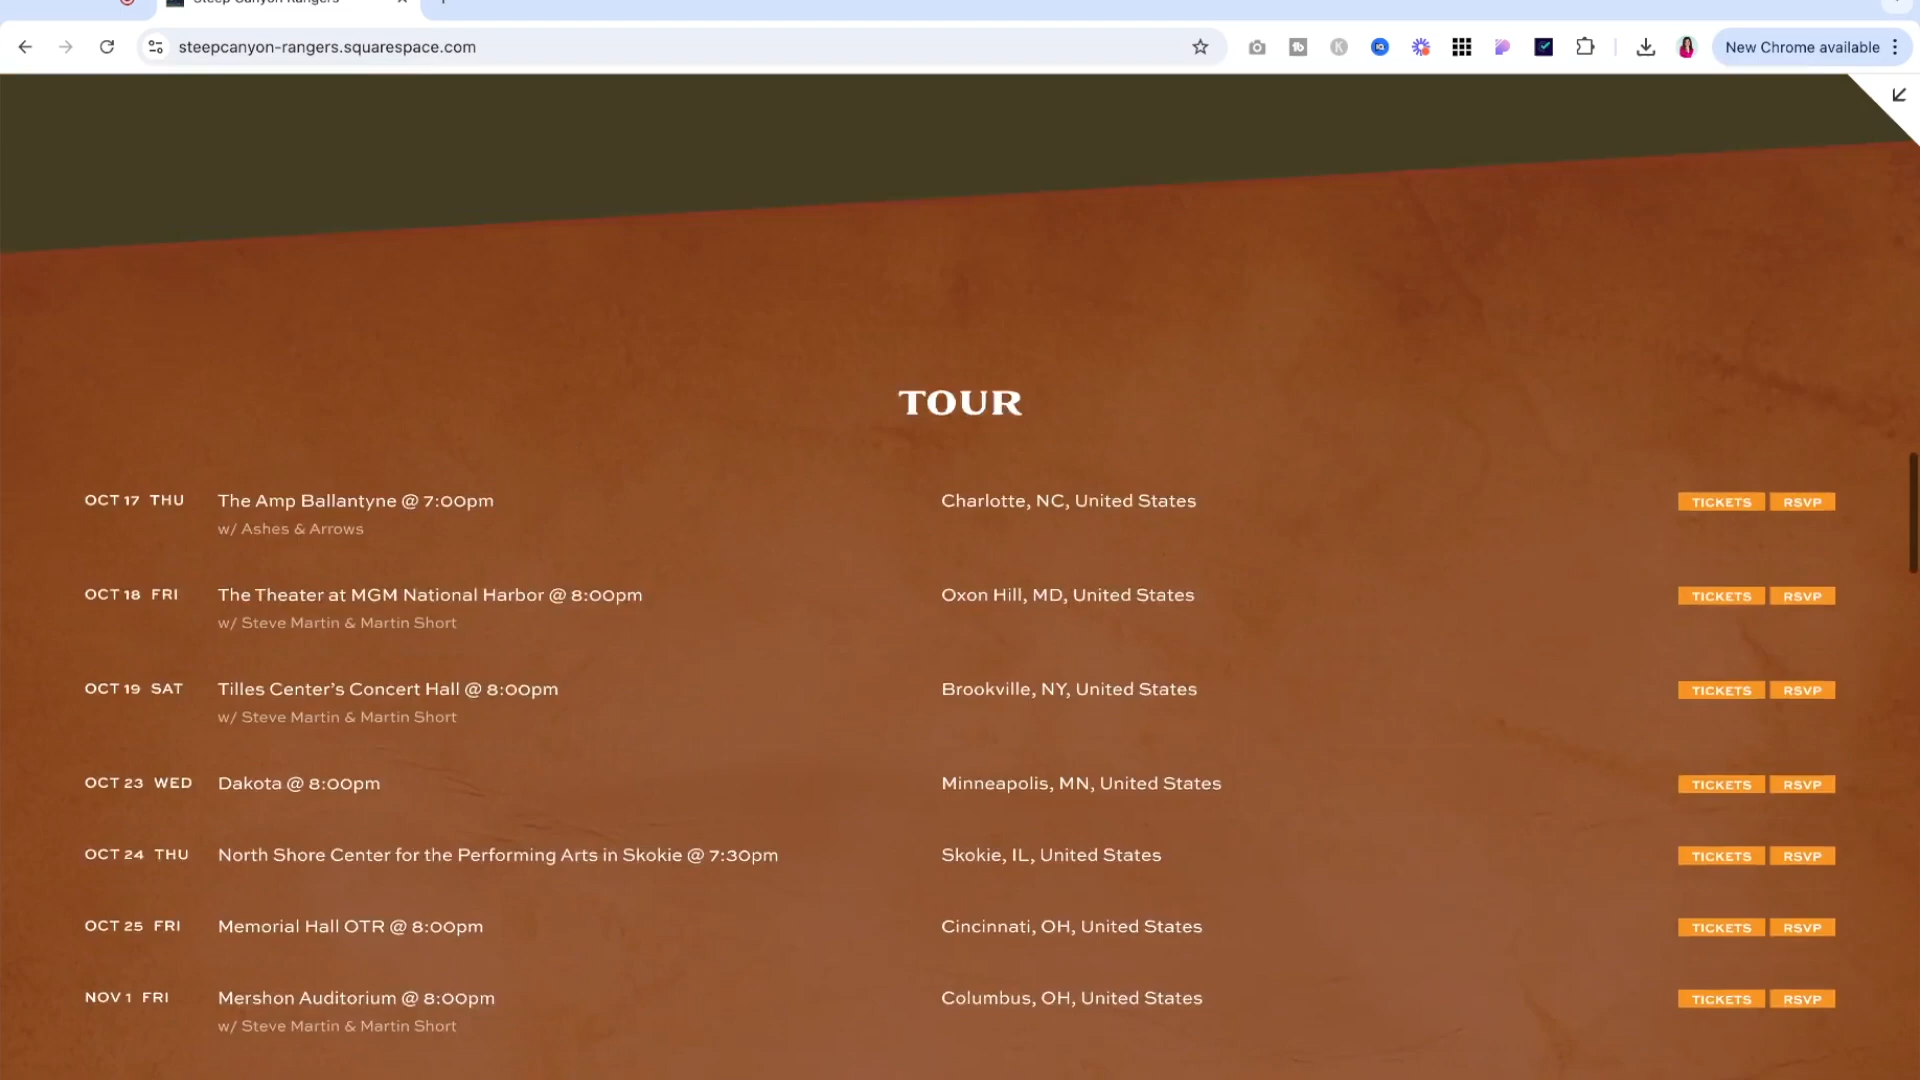 Steep Canyon Rangers
steepcanyon-rangers.squarespace.com
New Chrome available
TOUR
OCT 17 THU The Amp Ballantyne @ 7:00pm Charlotte, NC, United States TICKETS RSVP
w/ Ashes & Arrows
OCT 18 FRI The Theater at MGM National Harbor @ 8:00pm Oxon Hill, MD, United States TICKETS RSVP
w/ Steve Martin & Martin Short
OCT 19 SAT Tilles Center’s Concert Hall @ 8:00pm Brookville, NY, United States TICKETS RSVP
w/ Steve Martin & Martin Short
OCT 23 WED Dakota @ 8:00pm Minneapolis, MN, United States TICKETS RSVP
OCT 24 THU North Shore Center for the Performing Arts in Skokie @ 7:30pm Skokie, IL, United States TICKETS RSVP
OCT 25 FRI Memorial Hall OTR @ 8:00pm Cincinnati, OH, United States TICKETS RSVP
NOV 1 FRI Mershon Auditorium @ 8:00pm Columbus, OH, United States TICKETS RSVP
w/ Steve Martin & Martin Short